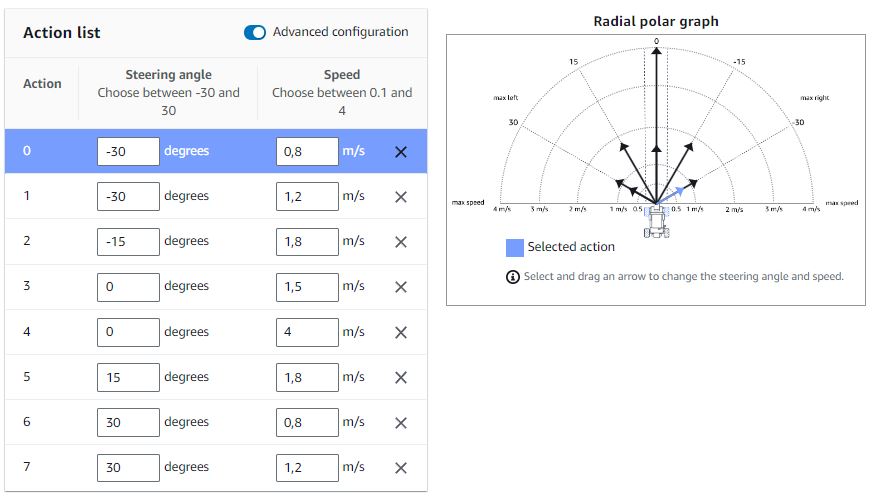 Action list
Advanced configuration
Action
Steering angle
Choose between -30 and
30
Speed
Choose between 0.1 and
4
0 -30 degrees 0,8 m/s
1 -30 degrees 1,2 m/s
2 -15 degrees 1,8 m/s
3 0 degrees 1,5 m/s
4 0 degrees 4 m/s
5 15 degrees 1,8 m/s
6 30 degrees 0,8 m/s
7 30 degrees 1,2 m/s
Radial polar graph
0
15 -15
max left max right
30 -30
max speed max speed
4 m/s 3 m/s 2 m/s 1 m/s 0.5 0.5 1 m/s 2 m/s 3 m/s 4 m/s
Selected action
Select and drag an arrow to change the steering angle and speed.